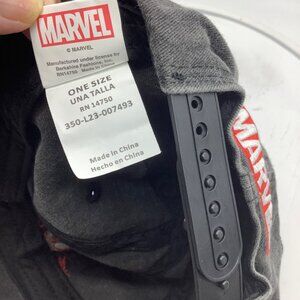 MARVEL
© MARVEL
Manufactured under license for
Berkshire Fashions, Inc.
RN14750
ONE SIZE
UNA TALLA
RN 14750
350-L23-007493
Made In China
Hecho en China
MARVEL